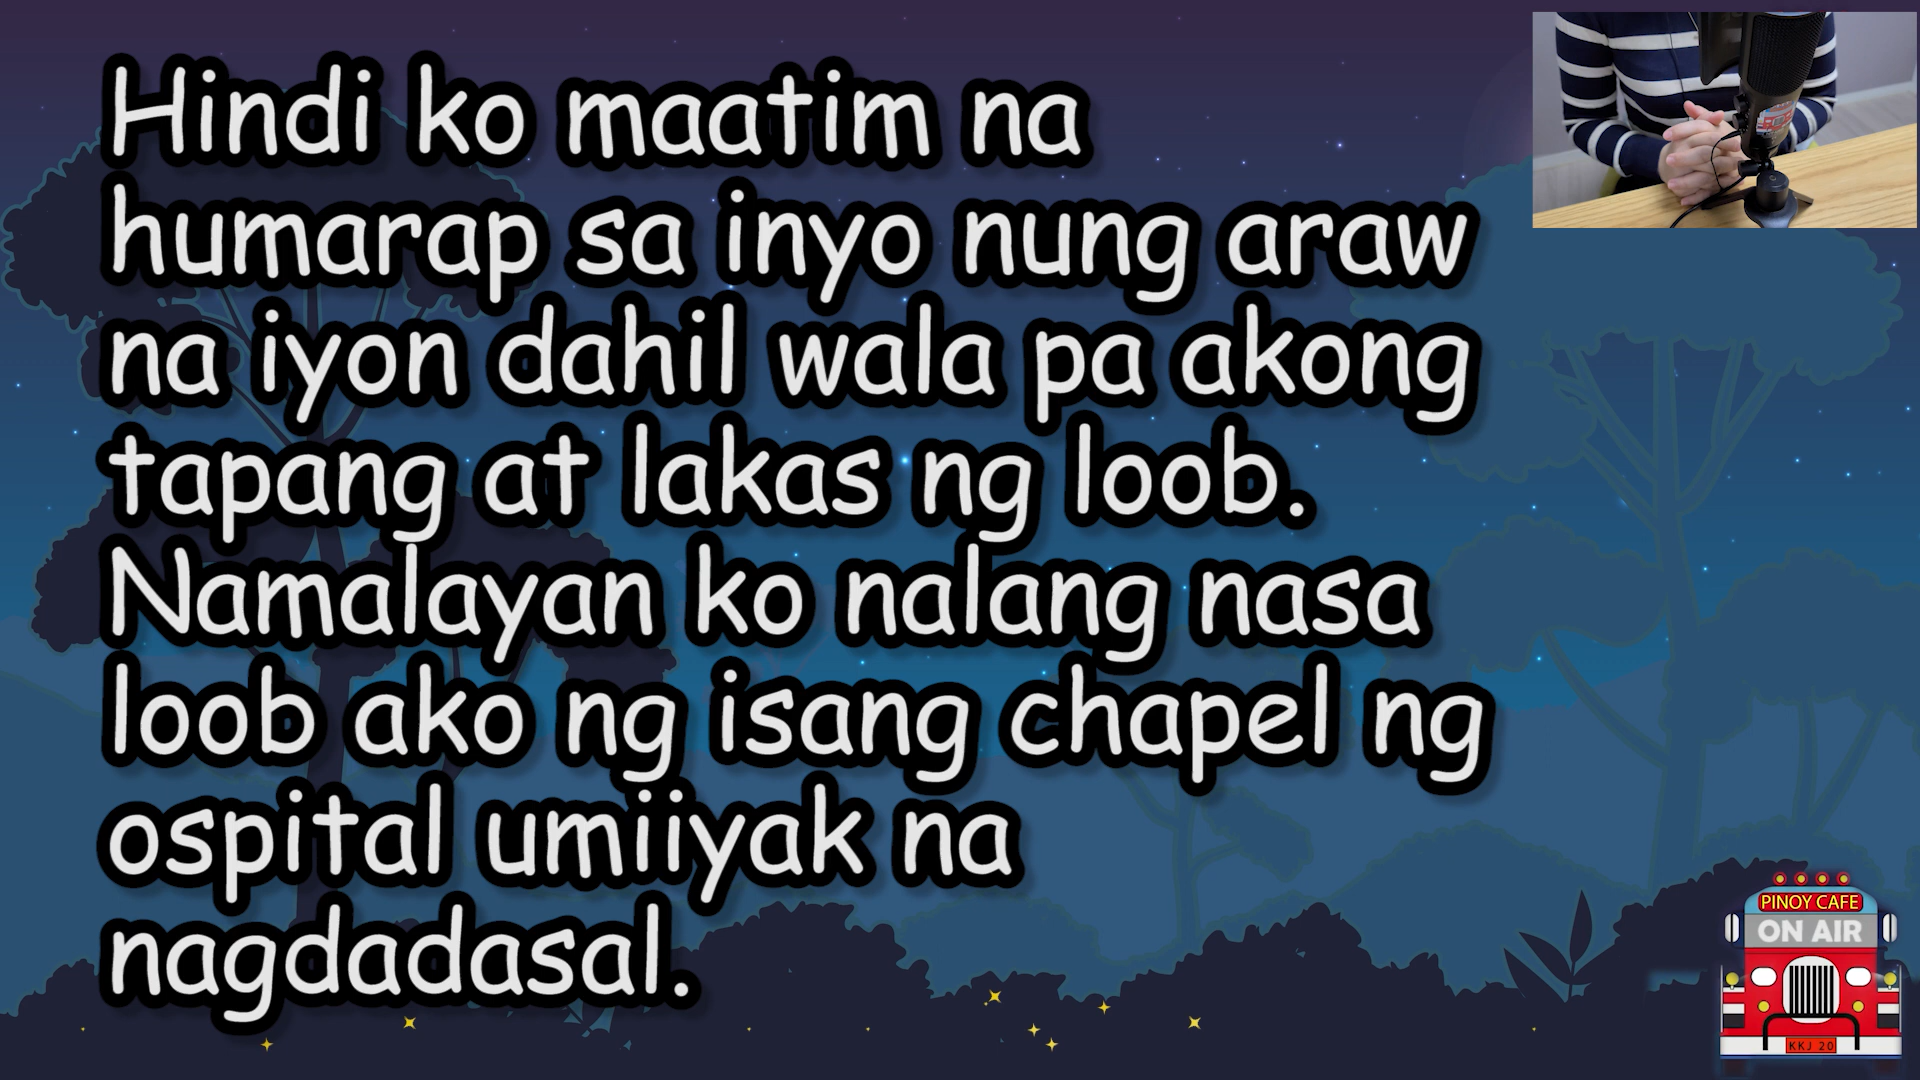 Hindi ko maatim na
humarap sa inyo nung araw
na iyon dahil wala pa akong
tapang at lakas ng loob.
Namalayan ko nalang nasa
loob ako ng isang chapel ng
ospital umiiyak na
nagdadasal.
PINOY CAFE
ON AIR
KKJ 20